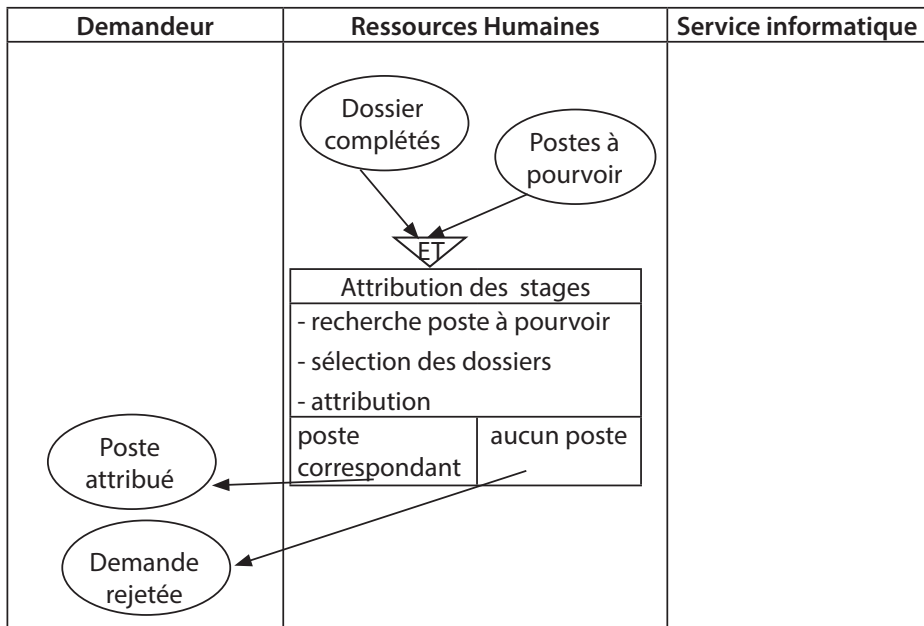 Demandeur
Ressources Humaines
Service informatique
Dossier
complétés
Postes à
pourvoir
ET
Attribution des stages
- recherche poste à pourvoir
- sélection des dossiers
- attribution
poste
correspondant
aucun poste
Poste
attribué
Demande
rejetée